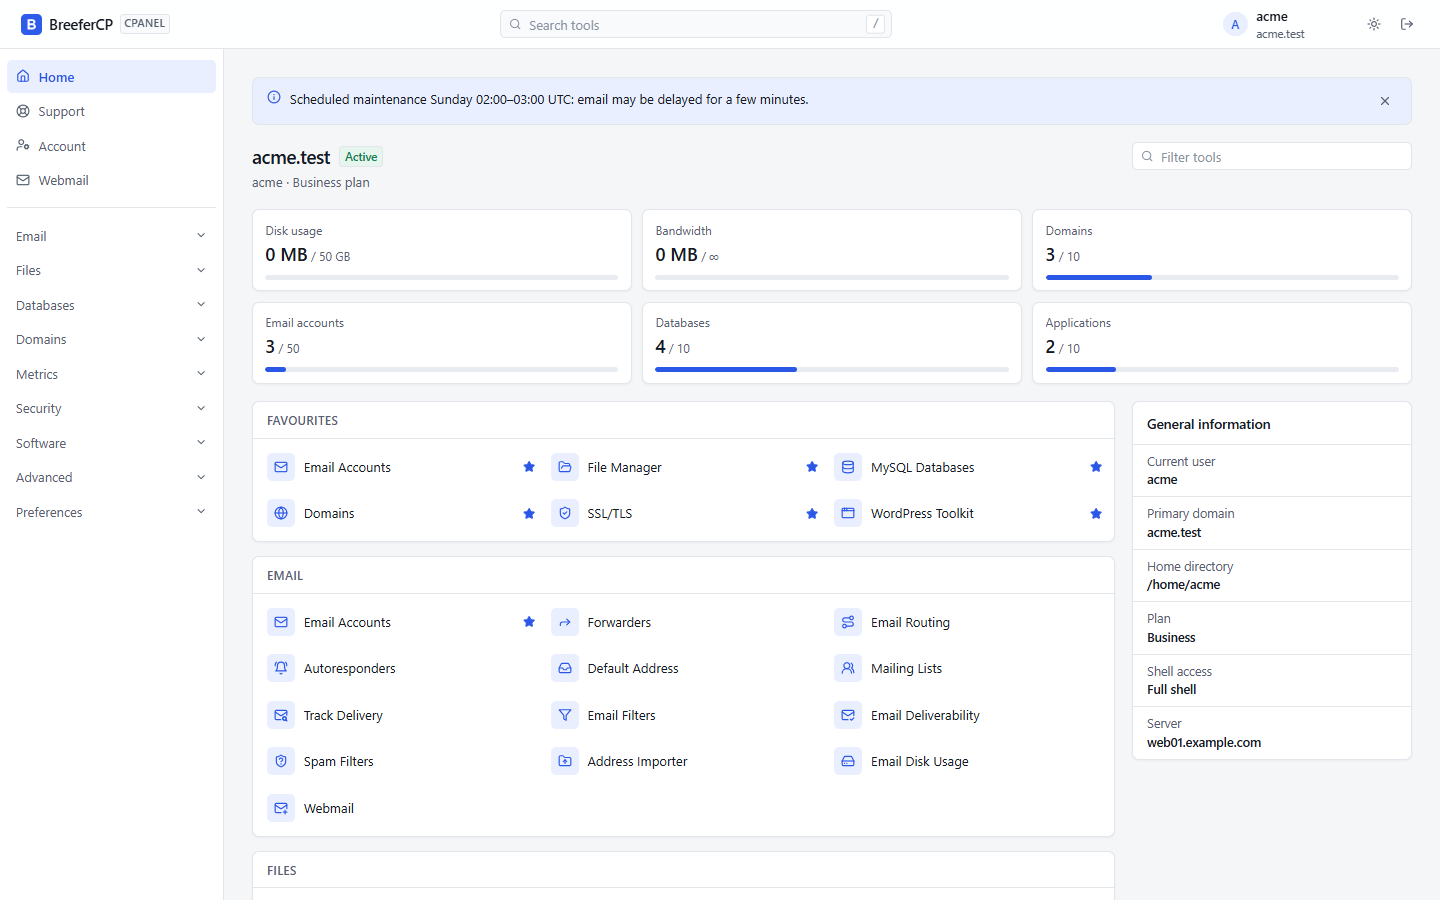 B BreeferCP CPANEL
Search tools /
A acme
acme.test
Home
Support
Account
Webmail
Email
Files
Databases
Domains
Metrics
Security
Software
Advanced
Preferences
Scheduled maintenance Sunday 02:00–03:00 UTC: email may be delayed for a few minutes.
acme.test Active
acme · Business plan
Filter tools
Disk usage
0 MB / 50 GB
Bandwidth
0 MB / ∞
Domains
3 / 10
Email accounts
3 / 50
Databases
4 / 10
Applications
2 / 10
FAVOURITES
Email Accounts
File Manager
MySQL Databases
Domains
SSL/TLS
WordPress Toolkit
EMAIL
Email Accounts
Forwarders
Email Routing
Autoresponders
Default Address
Mailing Lists
Track Delivery
Email Filters
Email Deliverability
Spam Filters
Address Importer
Email Disk Usage
Webmail
FILES
General information
Current user
acme
Primary domain
acme.test
Home directory
/home/acme
Plan
Business
Shell access
Full shell
Server
web01.example.com